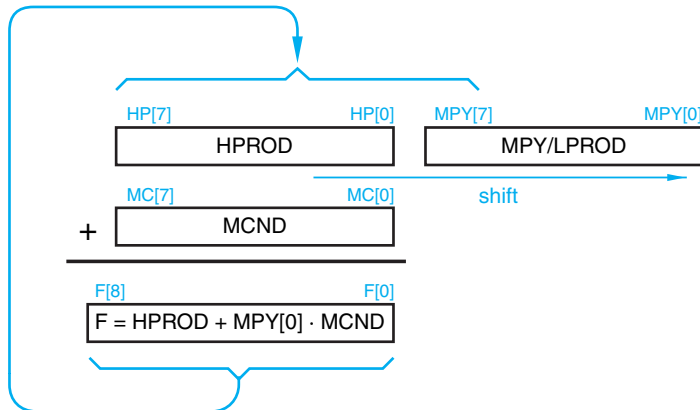 HP[7] HP[0] MPY[7] MPY[0]
HPROD MPY/LPROD
shift
MC[7] MC[0]
+ MCND
F[8] F[0]
F = HPROD + MPY[0] · MCND